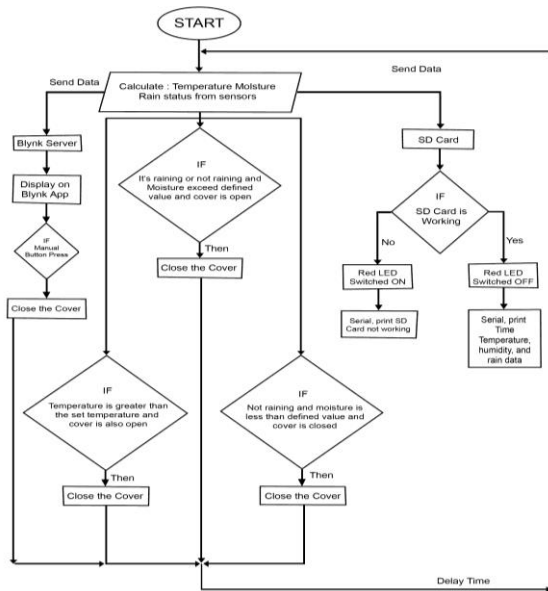 START
Send Data
Send Data
Calculate : Temperature Moisture
Rain status from sensors
Blynk Server
Display on
Blynk App
IF
Manual
Button Press
Close the Cover
IF
It's raining or not raining and
Moisture exceed defined
value and cover is open
Then
Close the Cover
SD Card
IF
SD Card is
Working
No
Yes
Red LED
Switched ON
Red LED
Switched OFF
Serial, print SD
Card not working
Serial, print
Time
Temperature,
humidity, and
rain data
IF
Temperature is greater than
the set temperature and
cover is also open
Then
Close the Cover
IF
Not raining and moisture is
less than defined value and
cover is closed
Then
Close the Cover
Delay Time